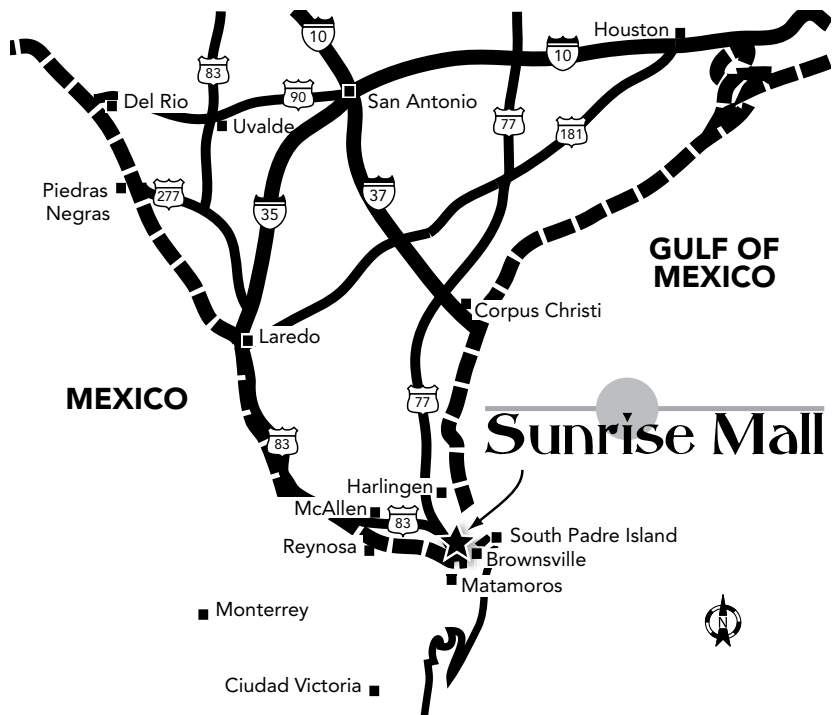 10
Houston
10
83
90
Del Rio
San Antonio
Uvalde
77
181
Piedras
Negras
277
37
35
GULF OF
MEXICO
Corpus Christi
Laredo
MEXICO
77
Sunrise Mall
83
Harlingen
McAllen
83
South Padre Island
Reynosa
Brownsville
Matamoros
Monterrey
N
Ciudad Victoria